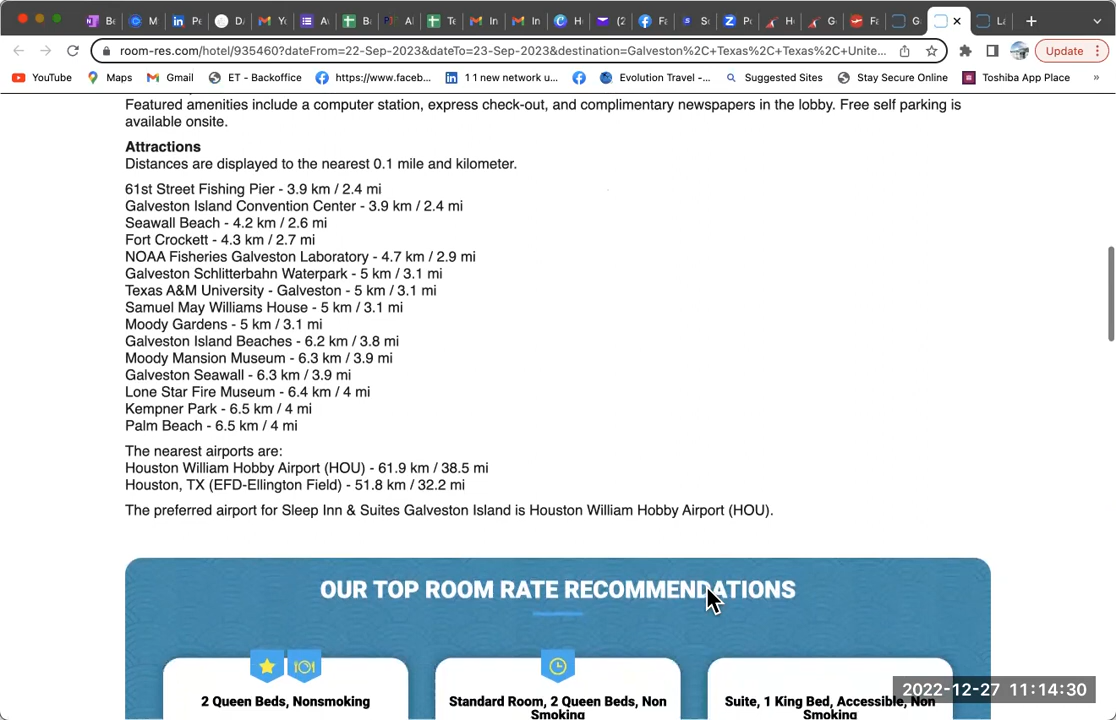 Be
M
Pe
D
Yo
A
Ba
Al
Te
In
In
H
(2
Fa
S
Pe
H
G
Fa
G
L
room-res.com/hotel/935460?dateFrom=22-Sep-2023&dateTo=23-Sep-2023&destination=Galveston%2C+Texas%2C+Texas%2C+Unite...
Update
YouTube
Maps
Gmail
ET - Backoffice
https://www.faceb...
11 new network u...
Evolution Travel -...
Suggested Sites
Stay Secure Online
Toshiba App Place
»
Featured amenities include a computer station, express check-out, and complimentary newspapers in the lobby. Free self parking is
available onsite.
Attractions
Distances are displayed to the nearest 0.1 mile and kilometer.
61st Street Fishing Pier - 3.9 km / 2.4 mi
Galveston Island Convention Center - 3.9 km / 2.4 mi
Seawall Beach - 4.2 km / 2.6 mi
Fort Crockett - 4.3 km / 2.7 mi
NOAA Fisheries Galveston Laboratory - 4.7 km / 2.9 mi
Galveston Schlitterbahn Waterpark - 5 km / 3.1 mi
Texas A&M University - Galveston - 5 km / 3.1 mi
Samuel May Williams House - 5 km / 3.1 mi
Moody Gardens - 5 km / 3.1 mi
Galveston Island Beaches - 6.2 km / 3.8 mi
Moody Mansion Museum - 6.3 km / 3.9 mi
Galveston Seawall - 6.3 km / 3.9 mi
Lone Star Fire Museum - 6.4 km / 4 mi
Kempner Park - 6.5 km / 4 mi
Palm Beach - 6.5 km / 4 mi
The nearest airports are:
Houston William Hobby Airport (HOU) - 61.9 km / 38.5 mi
Houston, TX (EFD-Ellington Field) - 51.8 km / 32.2 mi
The preferred airport for Sleep Inn & Suites Galveston Island is Houston William Hobby Airport (HOU).
OUR TOP ROOM RATE RECOMMENDATIONS
2 Queen Beds, Nonsmoking
Standard Room, 2 Queen Beds, Non
Smoking
Suite, 1 King Bed, Accessible, Non
Smoking
2022-12-27 11:14:30